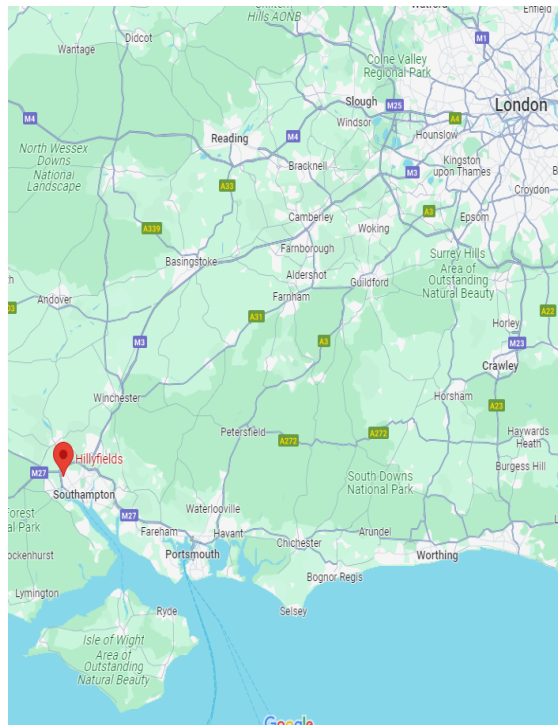 Hills AONB
Watford
Enfield
Didcot
Wantage
M1
Colne Valley
Regional Park
Slough
M25
London
Windsor
A4
M4
Hounslow
Reading
M4
North Wessex
Downs
National
Landscape
Bracknell
Kingston
upon Thames
M3
Croydon
A33
Camberley
A3
Epsom
A339
Woking
Farnborough
Basingstoke
Surrey Hills
Area of
Outstanding
Natural Beauty
Aldershot
Guildford
Andover
Farnham
A22
A31
Horley
M3
A3
M23
Crawley
Winchester
Horsham
A23
Petersfield
A272
A272
Haywards
Heath
Hillyfields
Burgess Hill
M27
South Downs
National Park
Southampton
Waterlooville
M27
Fareham
Havant
Arundel
Chichester
Portsmouth
Worthing
Bognor Regis
Lymington
Ryde
Selsey
Isle of Wight
Area of
Outstanding
Natural Beauty
Google